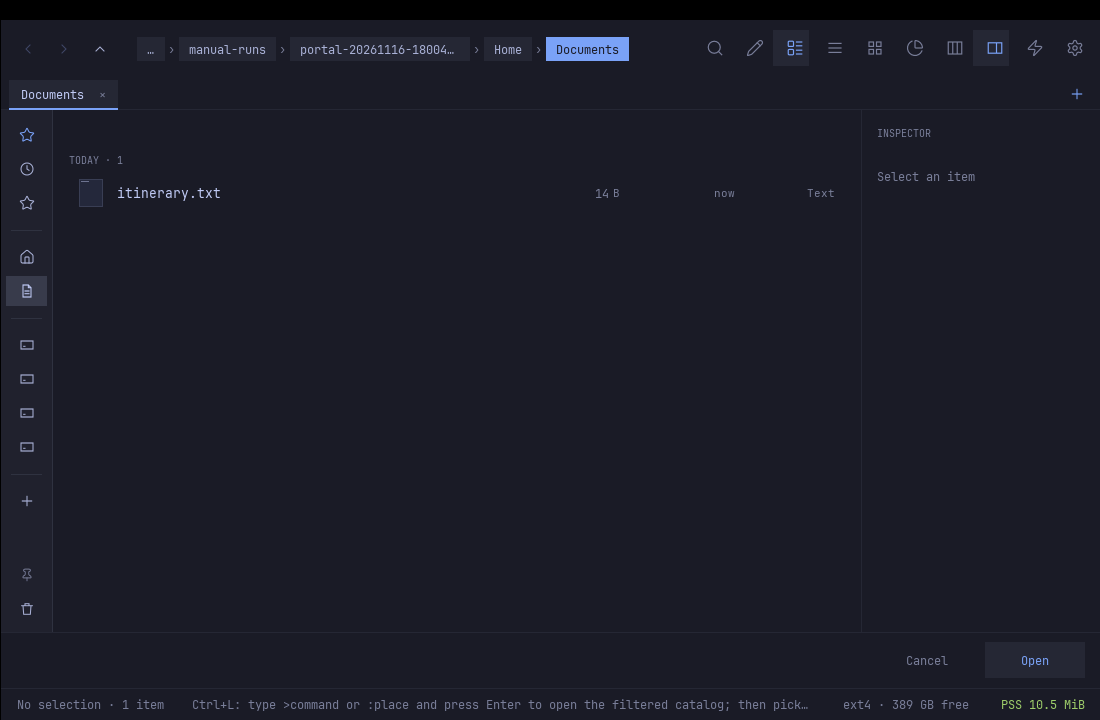 … › manual-runs › portal-20261116-18004… › Home › Documents
Documents ×
TODAY · 1
itinerary.txt 14 B now Text
INSPECTOR
Select an item
Cancel Open
No selection · 1 item Ctrl+L: type >command or :place and press Enter to open the filtered catalog; then pick… ext4 · 389 GB free PSS 10.5 MiB